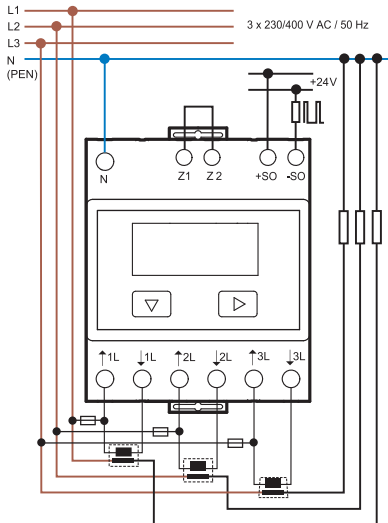 L1
L2
L3
3 x 230/400 V AC / 50 Hz
N
(PEN)
+24V
N
Z1
Z 2
+SO
-SO
↑1L
↓1L
↑2L
↓2L
↑3L
↓3L